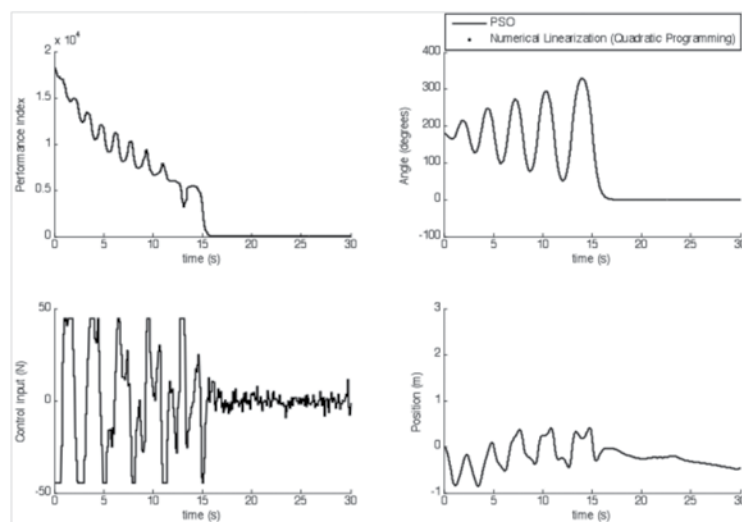 PSO
Numerical Linearization (Quadratic Programming)
x 10⁴
2
1.5
1
0.5
0
Performance index
0 5 10 15 20 25 30
time (s)
400
300
200
100
0
-100
Angle (degrees)
0 5 10 15 20 25 30
time (s)
50
0
-50
Control input (N)
0 5 10 15 20 25 30
time (s)
3
2
1
0
-1
Position (m)
0 5 10 15 20 25 30
time (s)